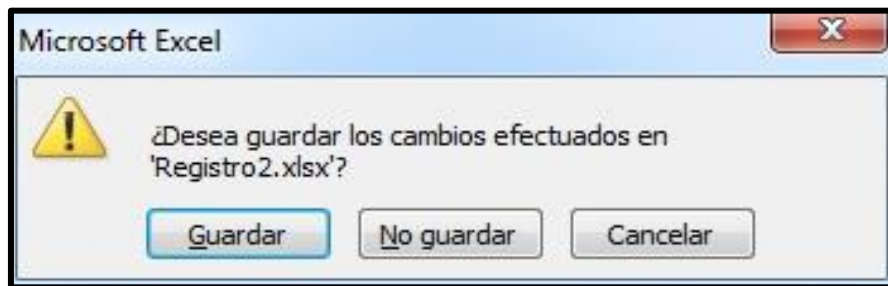 Microsoft Excel
¿Desea guardar los cambios efectuados en
'Registro2.xlsx'?
Guardar
No guardar
Cancelar